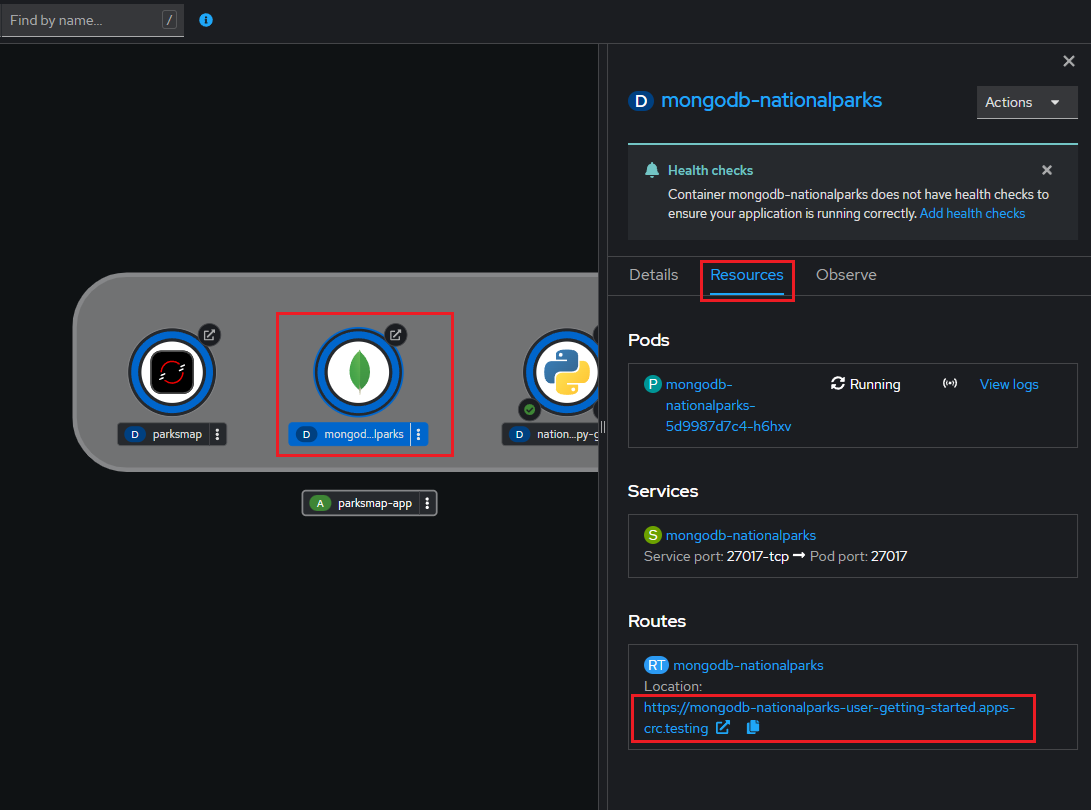 Find by name... /
mongodb-nationalparks
D
Actions
Health checks
Container mongodb-nationalparks does not have health checks to
ensure your application is running correctly. Add health checks
Details Resources Observe
Pods
P mongodb-
nationalparks-
5d9987d7c4-h6hxv
Running
View logs
Services
S mongodb-nationalparks
Service port: 27017-tcp → Pod port: 27017
Routes
RT mongodb-nationalparks
Location:
https://mongodb-nationalparks-user-getting-started.apps-
crc.testing
D parksmap
D mongod...lparks
D nation...py-g
A parksmap-app